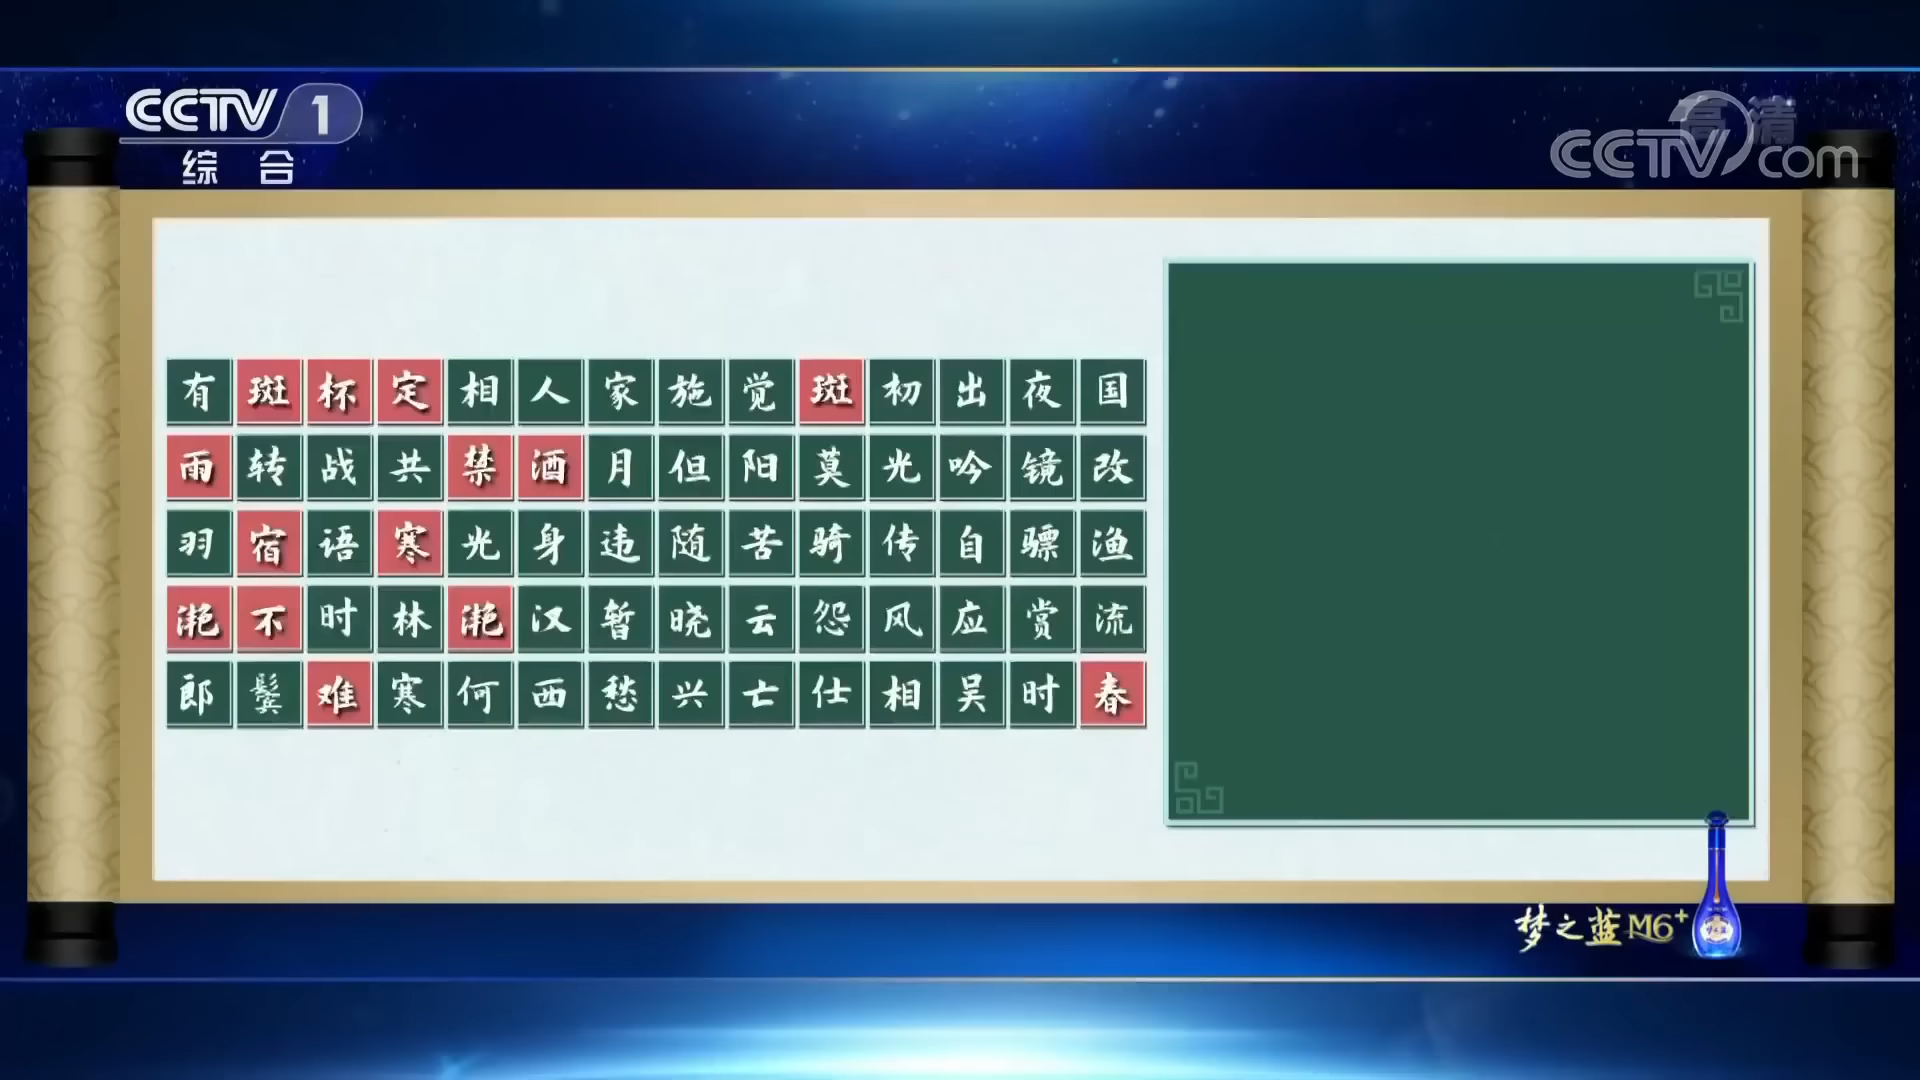 CCTV 1
综合
高清
CCTV com
有斑杯定相人家施觉斑初出夜国
雨转战共禁酒月但阳莫光吟镜改
羽宿语寒光身违随苦骑传自骠渔
滟不时林滟汉暂晓云怨风应赏流
郎鬓难寒何西愁兴亡仕相吴时春
梦之蓝M6+